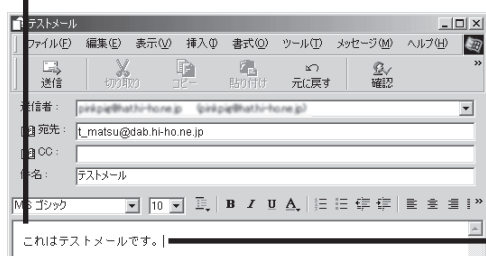 テストメール
ファイル(F) 編集(E) 表示(V) 挿入(I) 書式(O) ツール(T) メッセージ(M) ヘルプ(H)
送信 切り取り コピー 貼り付け 元に戻す 確認 »
送信者：
宛先： t_matsu@dab.hi-ho.ne.jp
CC：
件名： テストメール
MS ゴシック 10 B I U A »
これはテストメールです。